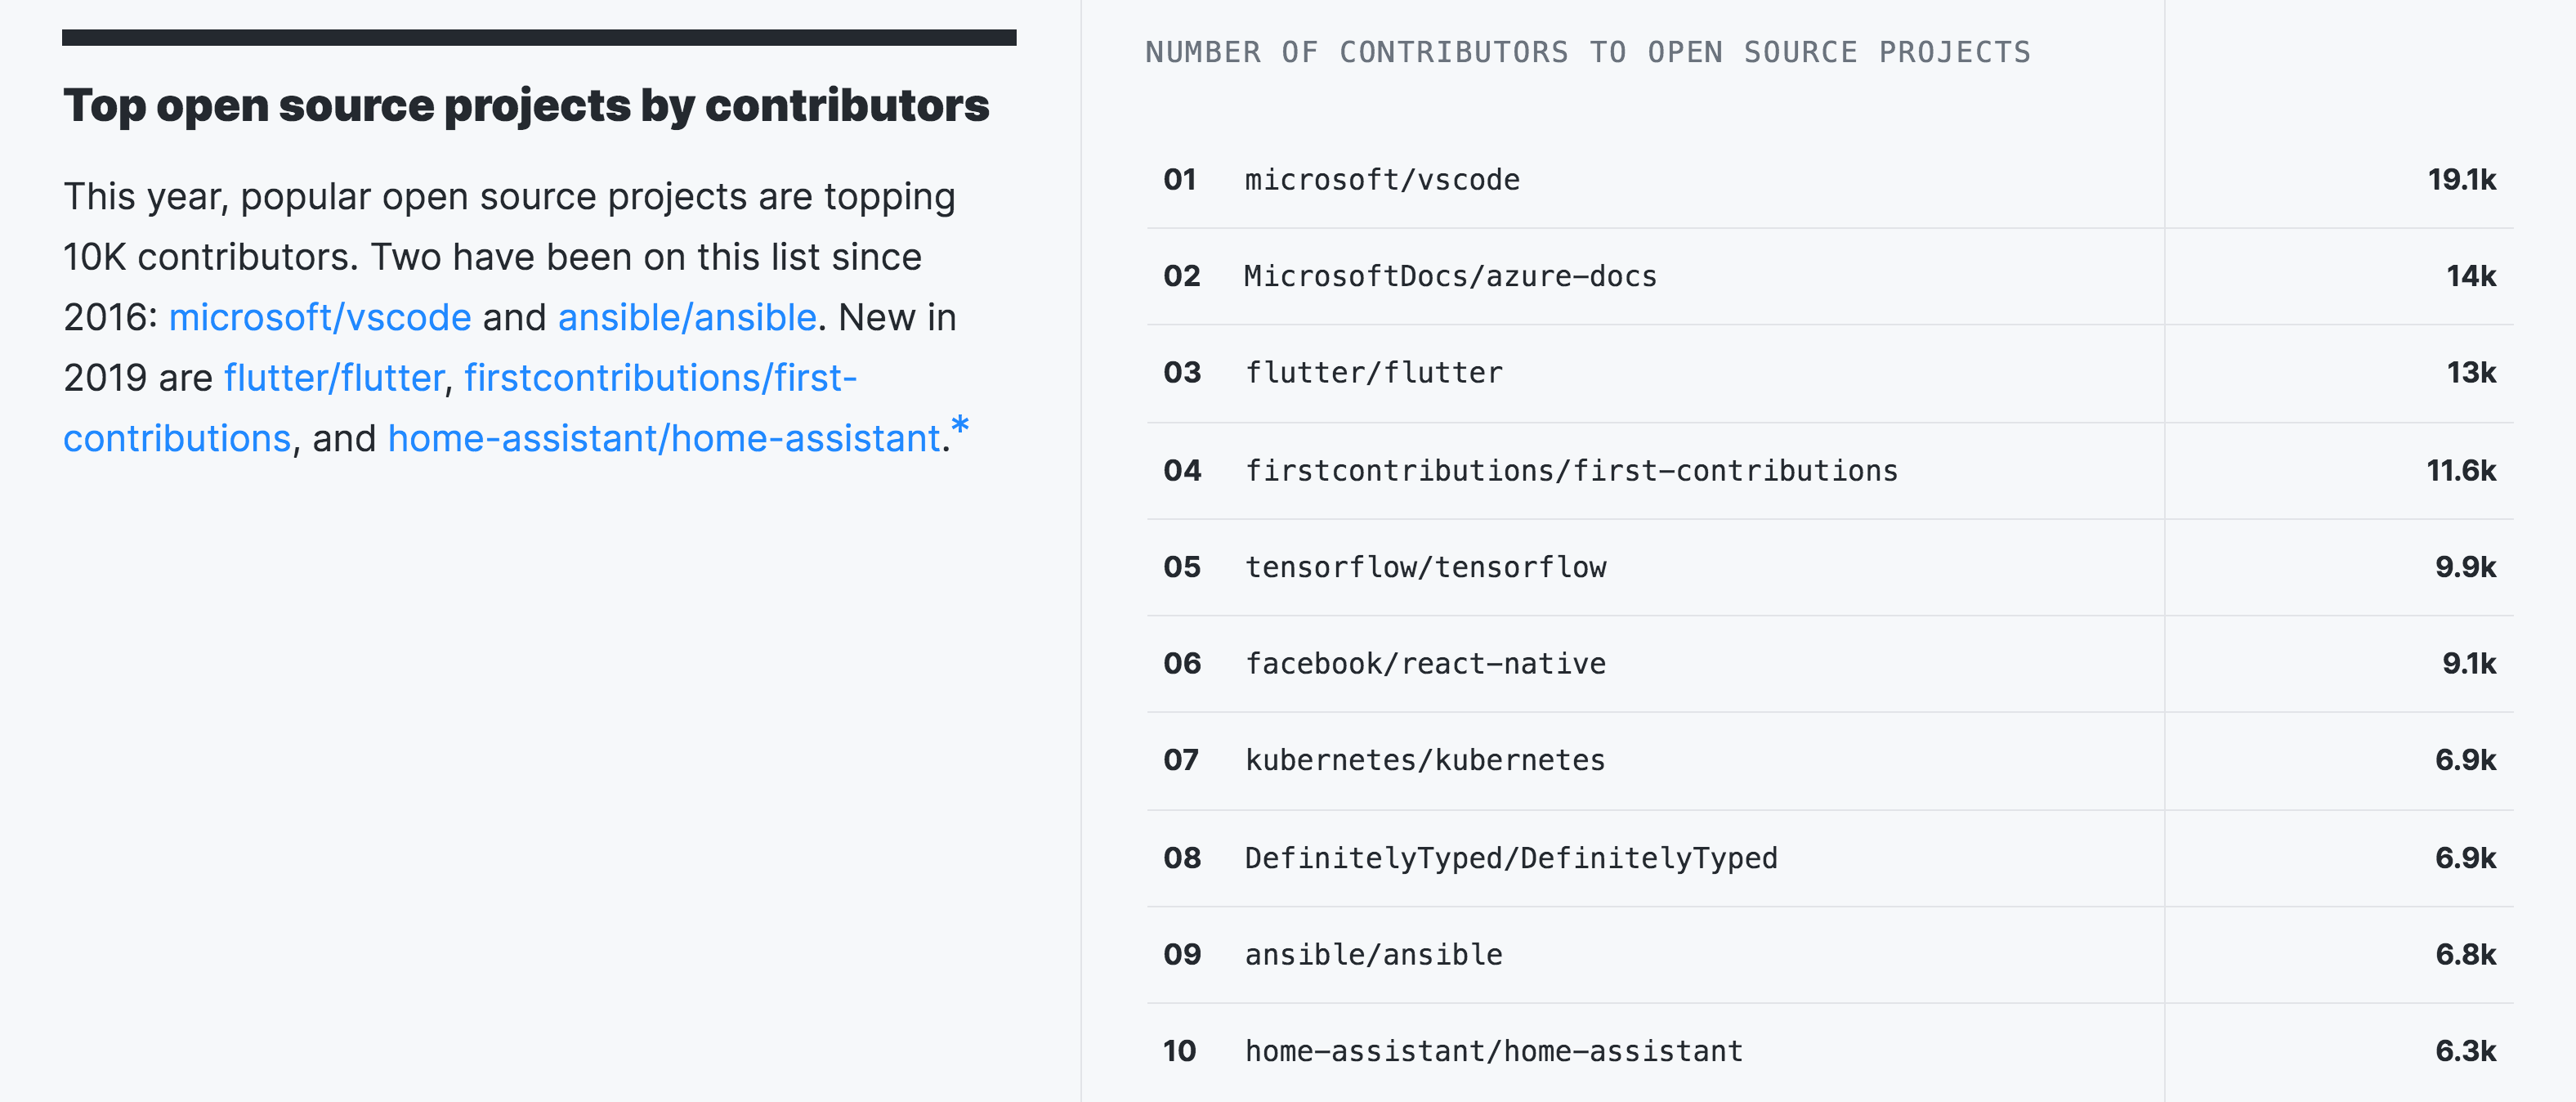 Top open source projects by contributors
This year, popular open source projects are topping
10K contributors. Two have been on this list since
2016: microsoft/vscode and ansible/ansible. New in
2019 are flutter/flutter, firstcontributions/first-
contributions, and home-assistant/home-assistant.*
NUMBER OF CONTRIBUTORS TO OPEN SOURCE PROJECTS
01 microsoft/vscode 19.1k
02 MicrosoftDocs/azure-docs 14k
03 flutter/flutter 13k
04 firstcontributions/first-contributions 11.6k
05 tensorflow/tensorflow 9.9k
06 facebook/react-native 9.1k
07 kubernetes/kubernetes 6.9k
08 DefinitelyTyped/DefinitelyTyped 6.9k
09 ansible/ansible 6.8k
10 home-assistant/home-assistant 6.3k